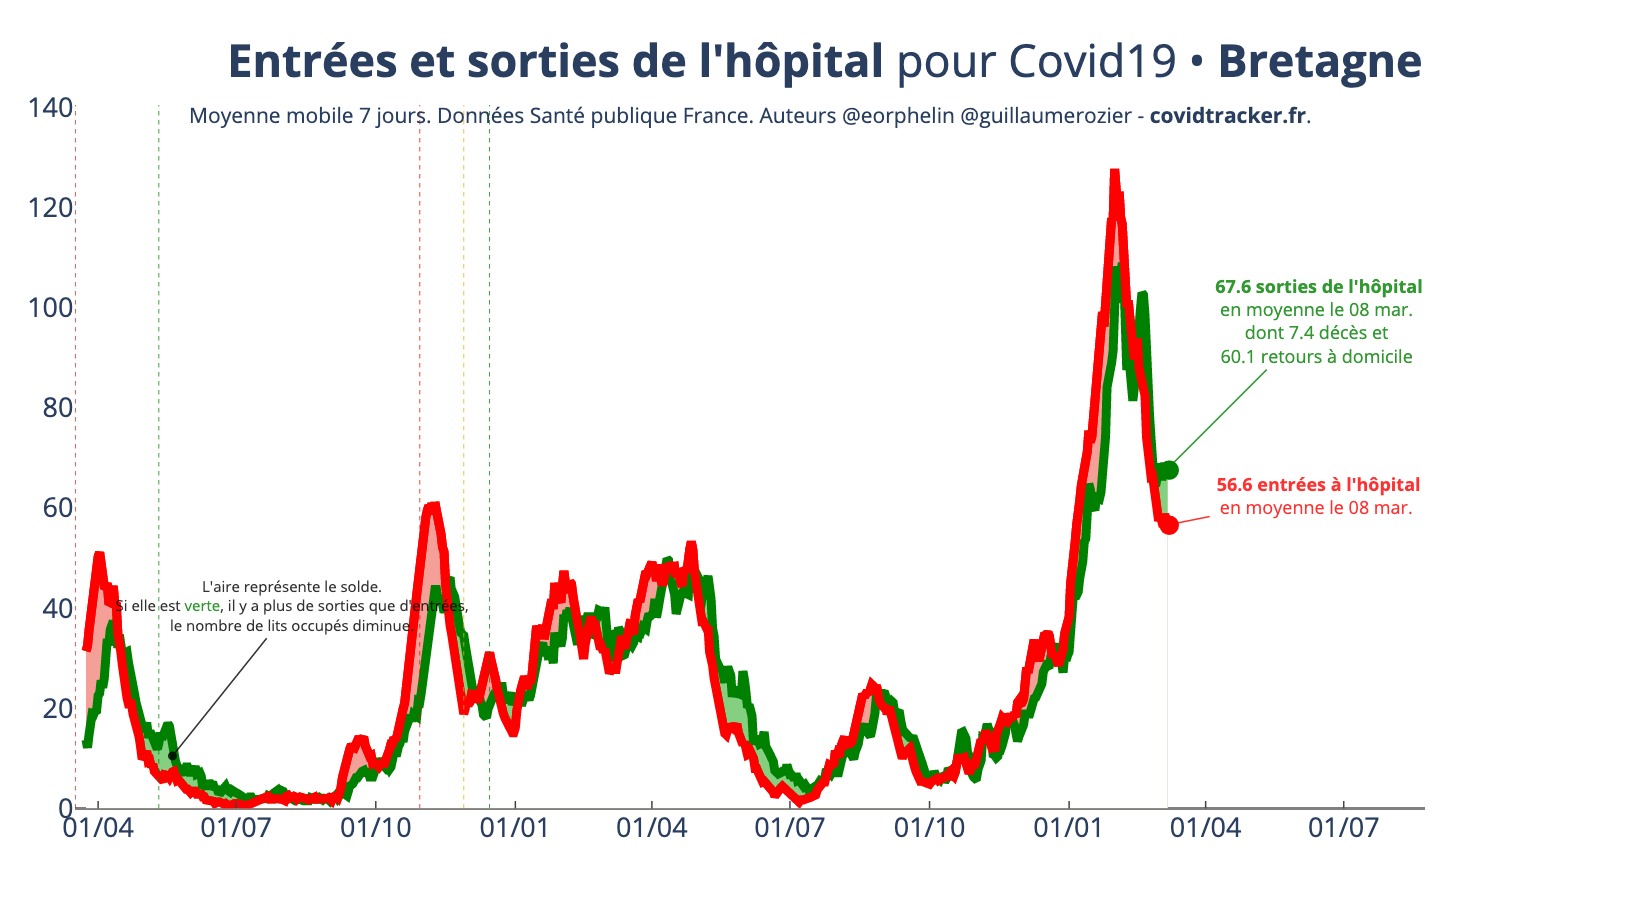 Entrées et sorties de l'hôpital pour Covid19 • Bretagne
Moyenne mobile 7 jours. Données Santé publique France. Auteurs @eorphelin @guillaumerozier - covidtracker.fr.
140
120
100
80
60
40
20
0
67.6 sorties de l'hôpital
en moyenne le 08 mar.
dont 7.4 décès et
60.1 retours à domicile
56.6 entrées à l'hôpital
en moyenne le 08 mar.
L'aire représente le solde.
Si elle est verte, il y a plus de sorties que d'entrées,
le nombre de lits occupés diminue.
01/04 01/07 01/10 01/01 01/04 01/07 01/10 01/01 01/04 01/07